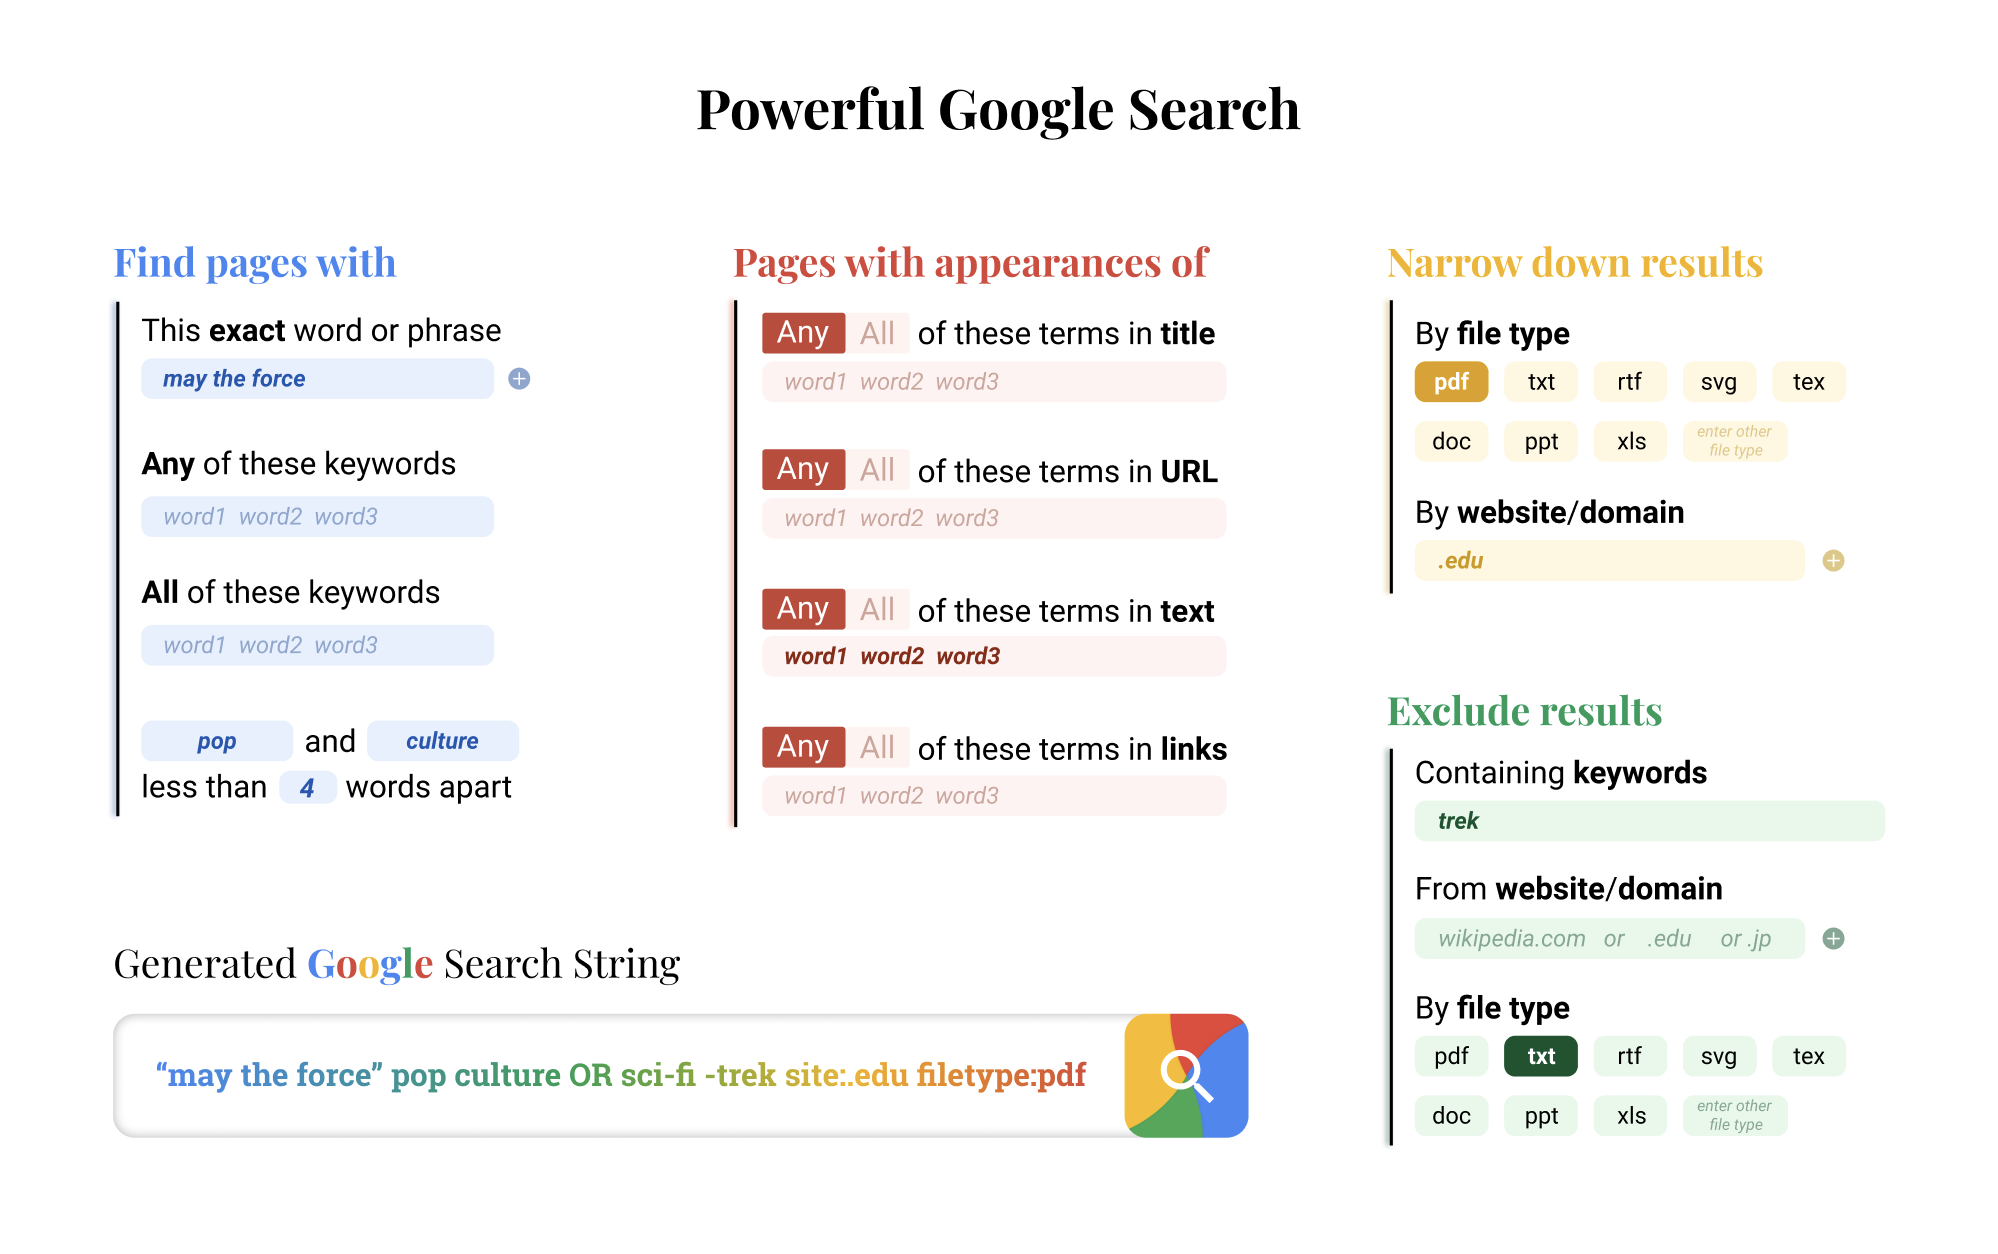 Powerful Google Search
Find pages with
This exact word or phrase
may the force
Any of these keywords
word1 word2 word3
All of these keywords
word1 word2 word3
pop and culture
less than 4 words apart
Pages with appearances of
Any All of these terms in title
word1 word2 word3
Any All of these terms in URL
word1 word2 word3
Any All of these terms in text
word1 word2 word3
Any All of these terms in links
word1 word2 word3
Narrow down results
By file type
pdf txt rtf svg tex
doc ppt xls enter other
file type
By website/domain
.edu
Exclude results
Containing keywords
trek
From website/domain
wikipedia.com or .edu or .jp
By file type
pdf txt rtf svg tex
doc ppt xls enter other
file type
Generated Google Search String
“may the force” pop culture OR sci-fi -trek site:.edu filetype:pdf